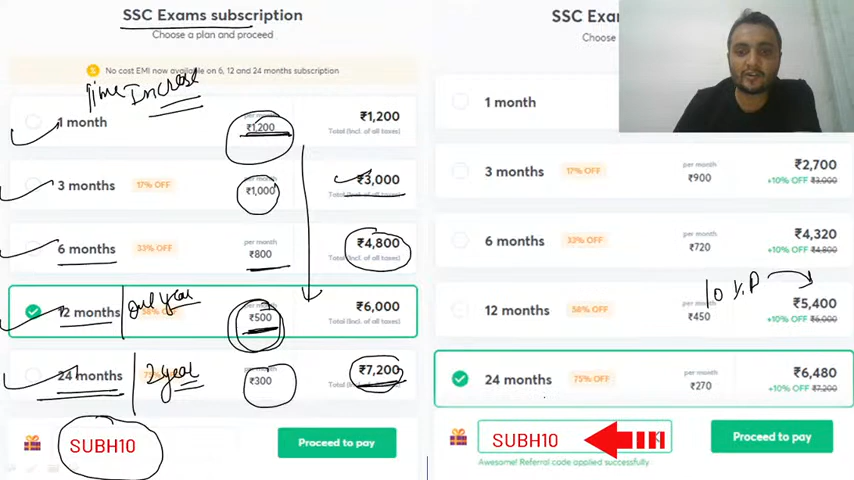 SSC Exams subscription
Choose a plan and proceed
No cost EMI now available on 6, 12 and 24 months subscription
Time Increase
1 month
per month
₹1,200
₹1,200
Total (Incl. of all taxes)
3 months
17% OFF
per month
₹1,000
₹3,000
Total (Incl. of all taxes)
6 months
33% OFF
per month
₹800
₹4,800
Total (Incl. of all taxes)
12 months
one year
58% OFF
per month
₹500
₹6,000
Total (Incl. of all taxes)
24 months
2 year
75% OFF
per month
₹300
₹7,200
Total (Incl. of all taxes)
SUBH10
Proceed to pay
SSC Exam
Choose
1 month
3 months
17% OFF
per month
₹900
₹2,700
+10% OFF ₹3,000
6 months
33% OFF
per month
₹720
₹4,320
+10% OFF ₹4,800
12 months
58% OFF
per month
₹450
₹5,400
+10% OFF ₹6,000
24 months
75% OFF
per month
₹270
₹6,480
+10% OFF ₹7,200
SUBH10
Proceed to pay
Awesome! Referral code applied successfully